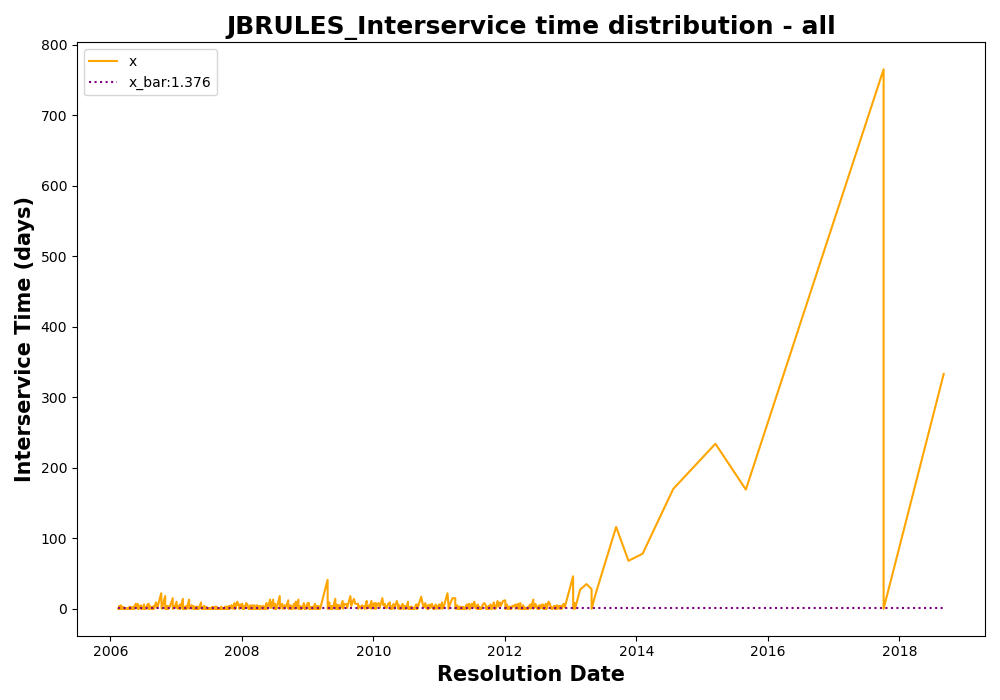 JBRULES_Interservice time distribution - all
x
x_bar:1.376
Interservice Time (days)
800
700
600
500
400
300
200
100
0
2006 2008 2010 2012 2014 2016 2018
Resolution Date